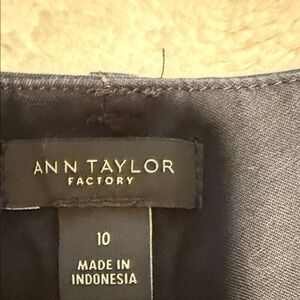 ANN TAYLOR
FACTORY
10
MADE IN
INDONESIA